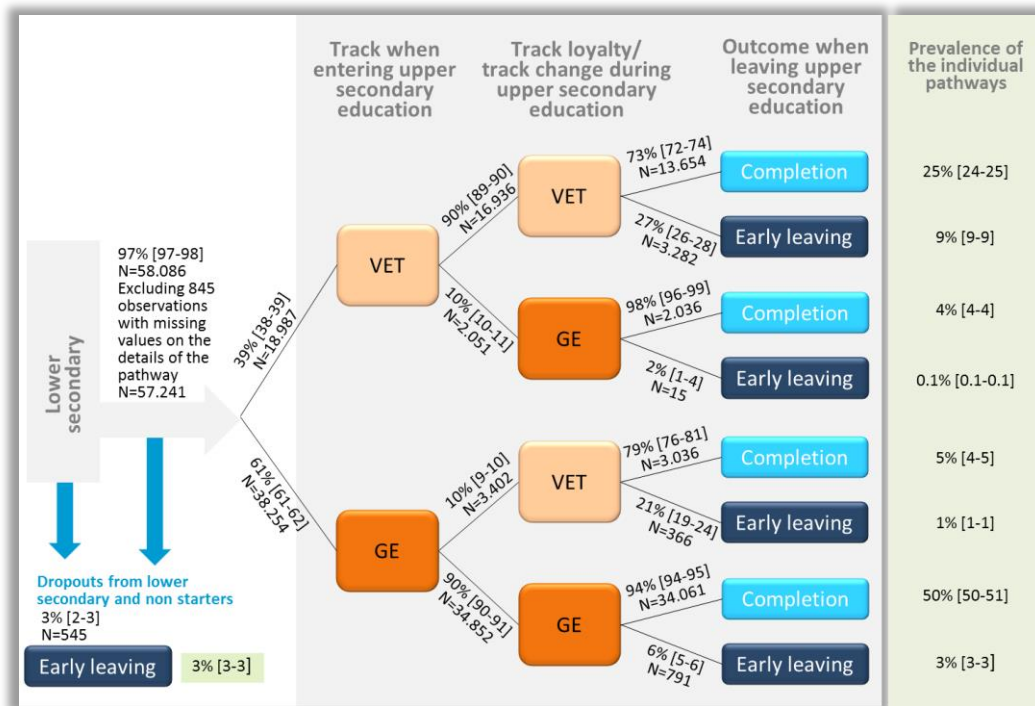 Track when
entering upper
secondary
education
Track loyalty/
track change during
upper secondary
education
Outcome when
leaving upper
secondary
education
Prevalence of
the individual
pathways
Lower
secondary
97% [97-98]
N=58.086
Excluding 845
observations
with missing
values on the
details of the
pathway
N=57.241
39% [38-39]
N=18.987
VET
90% [89-90]
N=16.936
VET
73% [72-74]
N=13.654
Completion
25% [24-25]
27% [26-28]
N=3.282
Early leaving
9% [9-9]
10% [10-11]
N=2.051
GE
98% [96-99]
N=2.036
Completion
4% [4-4]
2% [1-4]
N=15
Early leaving
0.1% [0.1-0.1]
61% [61-62]
N=38.254
GE
10% [9-10]
N=3.402
VET
79% [76-81]
N=3.036
Completion
5% [4-5]
21% [19-24]
N=366
Early leaving
1% [1-1]
90% [90-91]
N=34.852
GE
94% [94-95]
N=34.061
Completion
50% [50-51]
6% [5-6]
N=791
Early leaving
3% [3-3]
Dropouts from lower
secondary and non starters
3% [2-3]
N=545
Early leaving
3% [3-3]